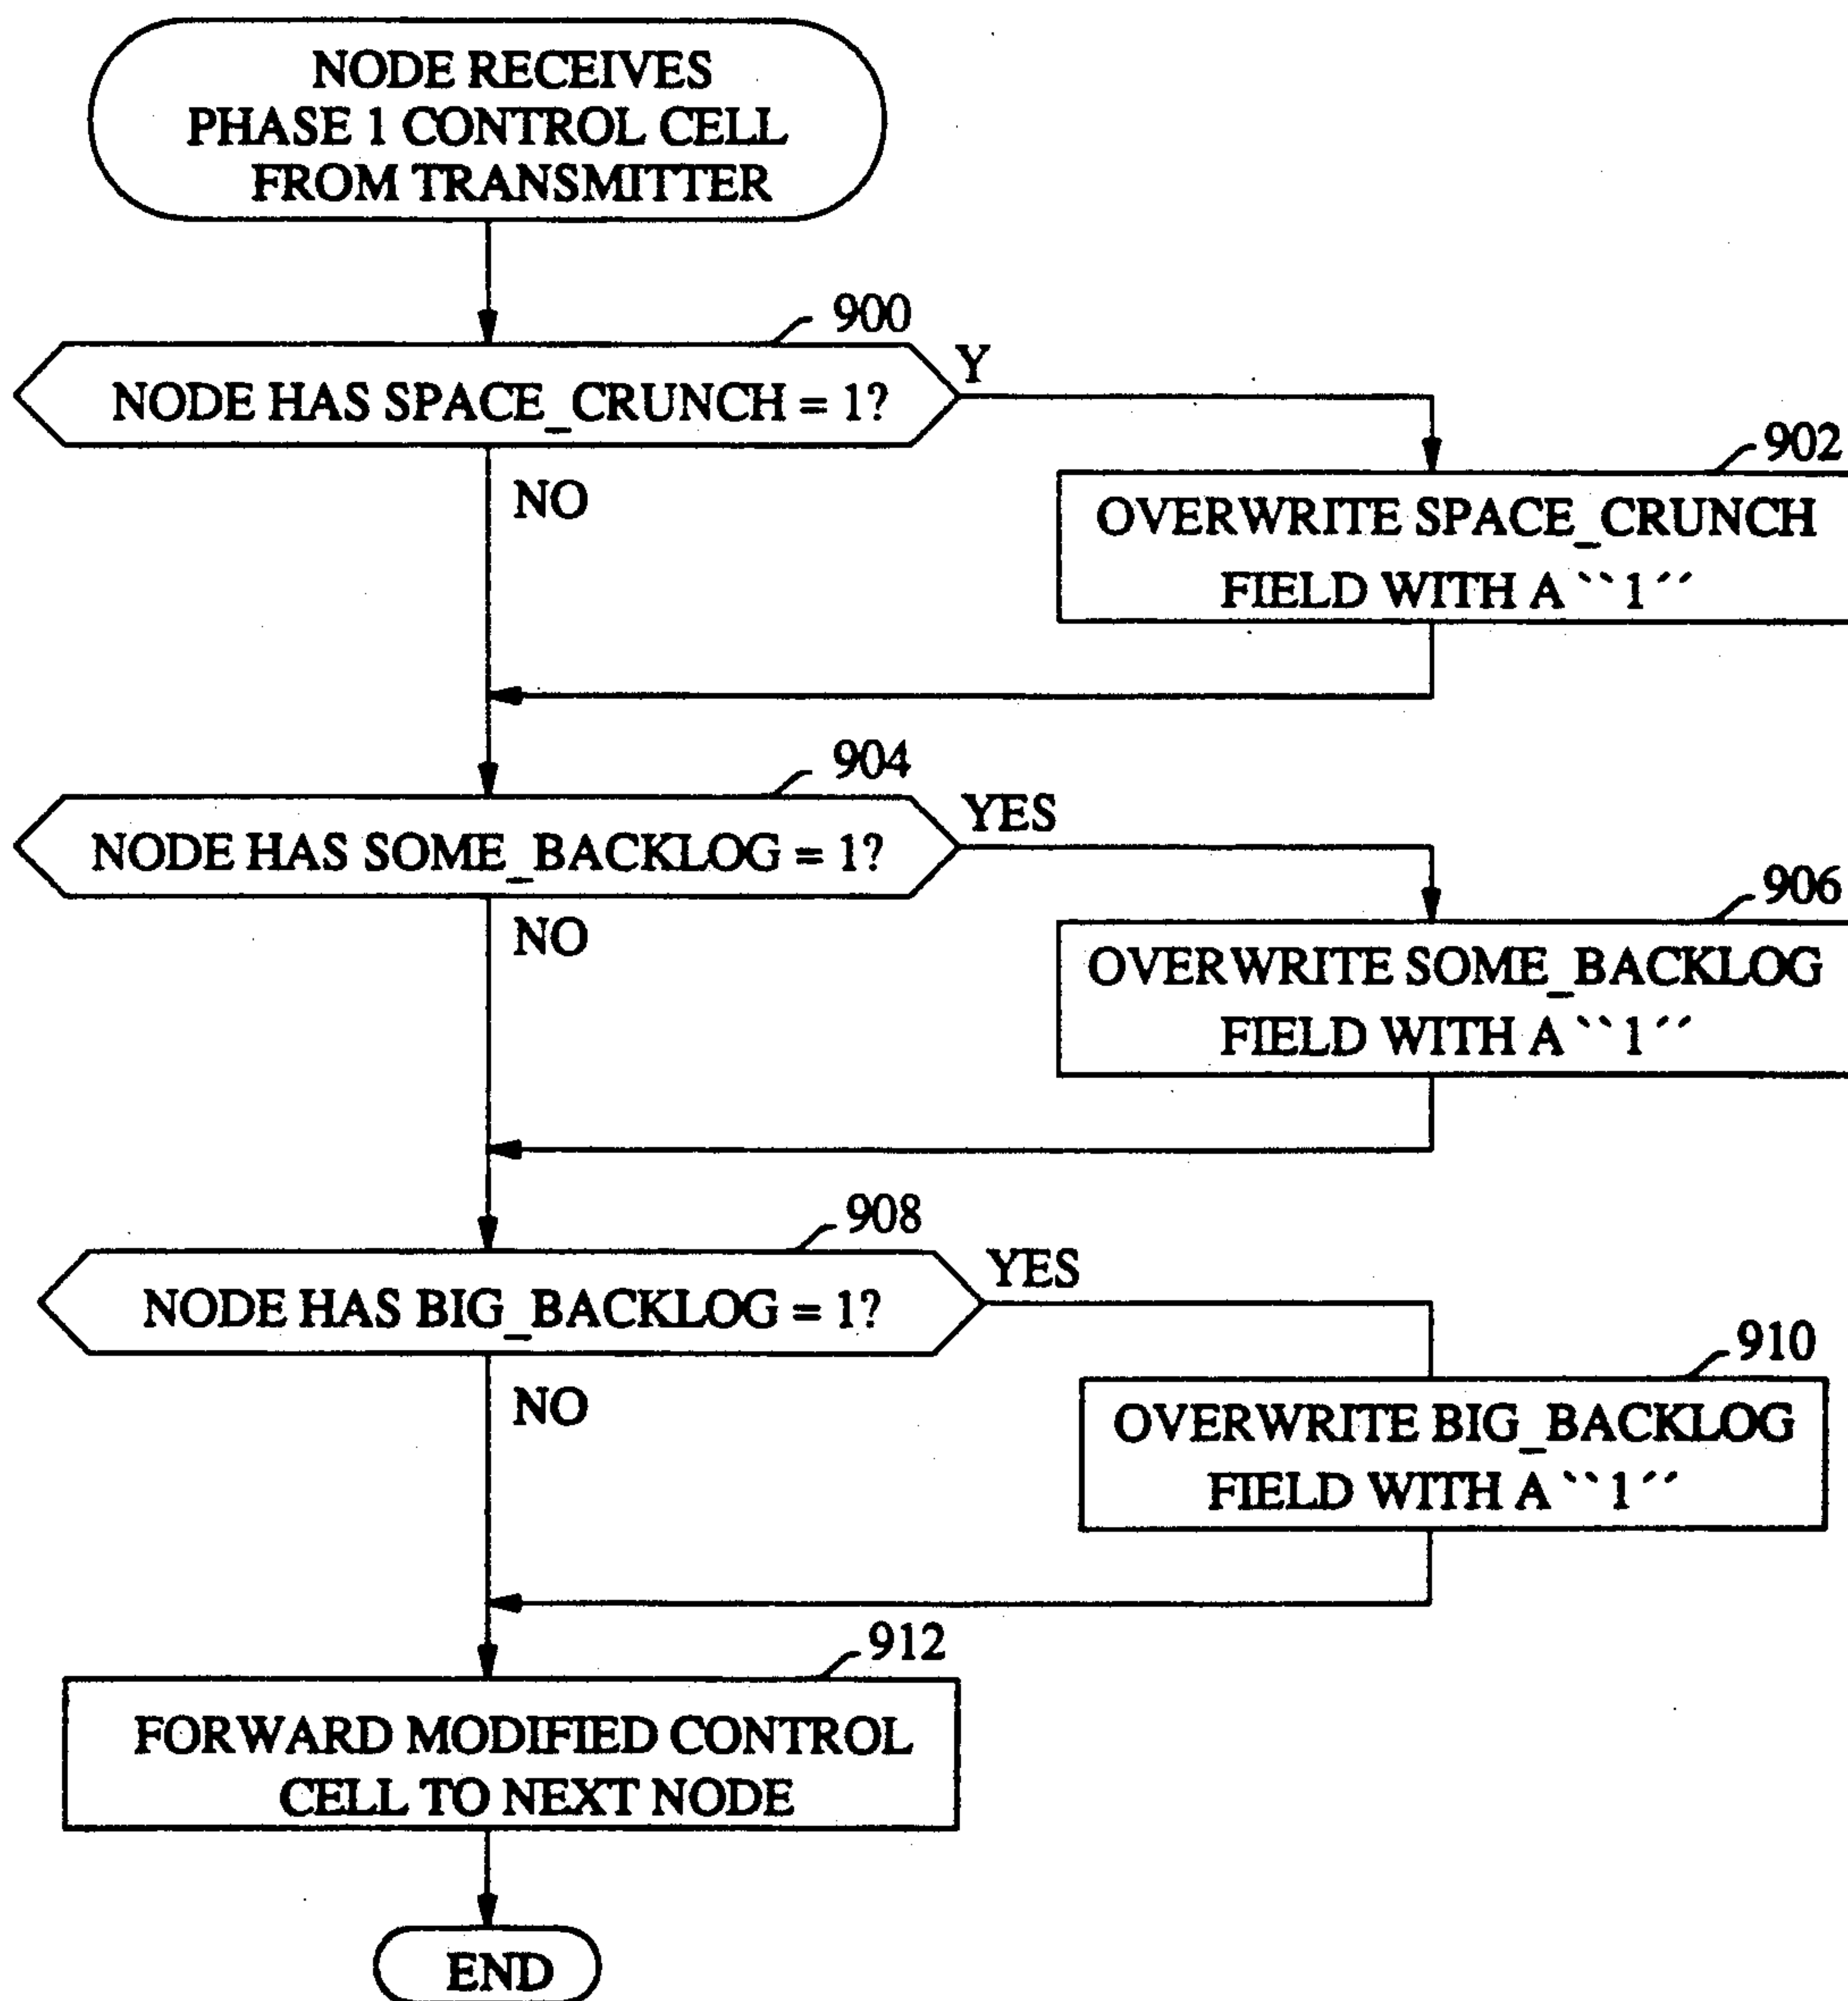 NODE RECEIVES
PHASE 1 CONTROL CELL
FROM TRANSMITTER
900
NODE HAS SPACE_CRUNCH = 1?
Y
NO
902
OVERWRITE SPACE_CRUNCH
FIELD WITH A ``1´´
904
NODE HAS SOME_BACKLOG = 1?
YES
NO
906
OVERWRITE SOME_BACKLOG
FIELD WITH A ``1´´
908
NODE HAS BIG_BACKLOG = 1?
YES
NO
910
OVERWRITE BIG_BACKLOG
FIELD WITH A ``1´´
912
FORWARD MODIFIED CONTROL
CELL TO NEXT NODE
END